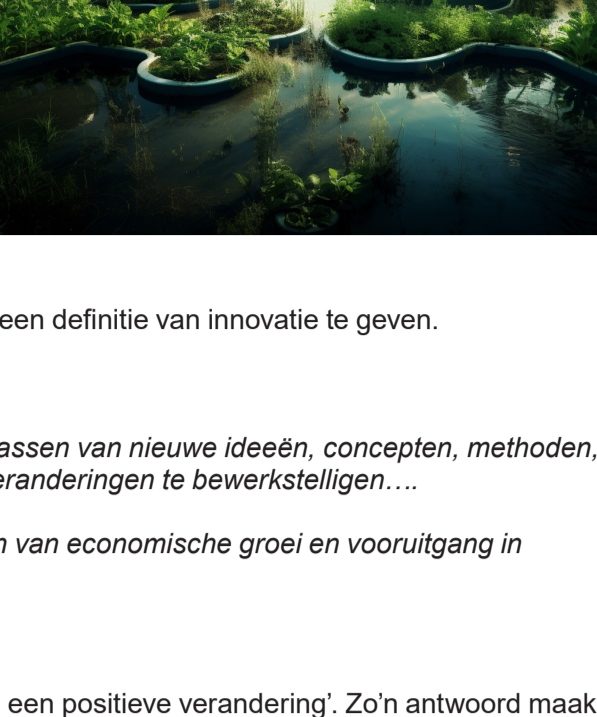 een definitie van innovatie te geven.
assen van nieuwe ideeën, concepten, methoden,
eranderingen te bewerkstelligen….
n van economische groei en vooruitgang in
een positieve verandering’. Zo’n antwoord maak